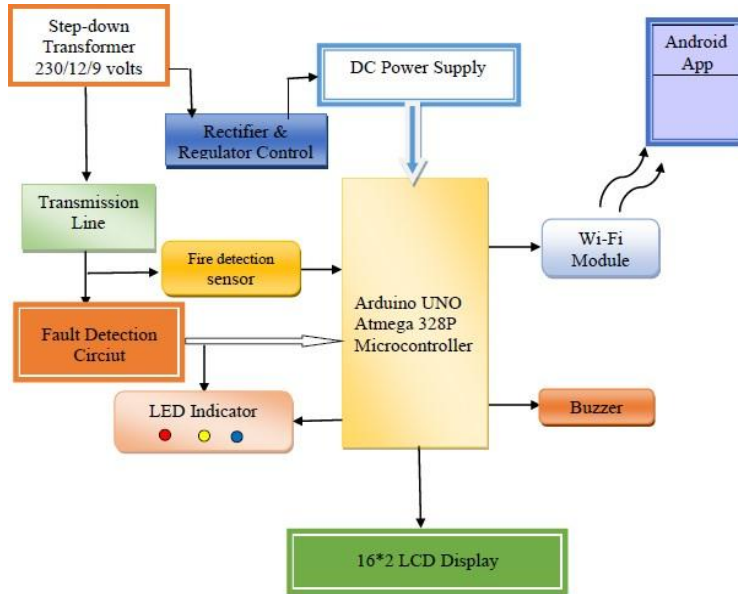 Step-down
Transformer
230/12/9 volts
DC Power Supply
Android
App
Rectifier &
Regulator Control
Transmission
Line
Fire detection
sensor
Wi-Fi
Module
Arduino UNO
Atmega 328P
Microcontroller
Fault Detection
Circiut
LED Indicator
Buzzer
16*2 LCD Display